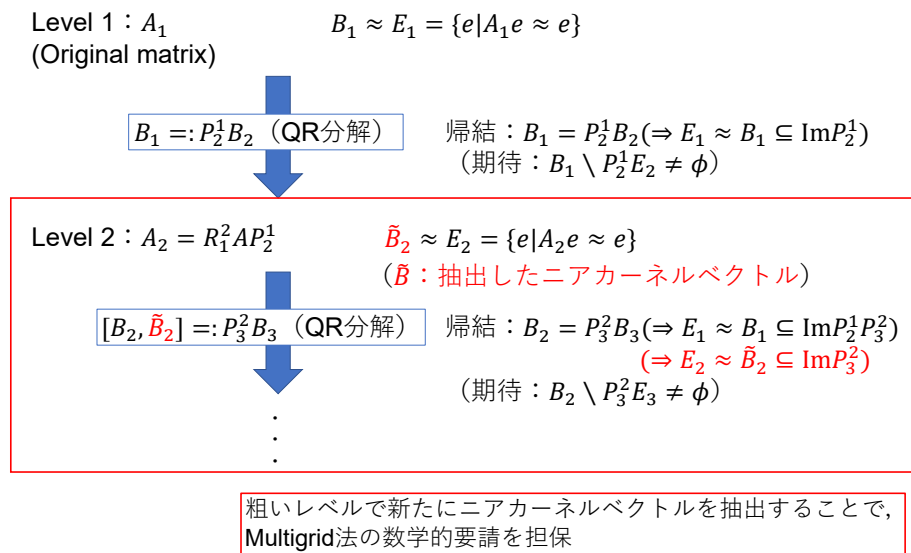 Level 1：A₁ B₁ ≈ E₁ = {e|A₁e ≈ e}
(Original matrix)
B₁ =: P₂¹B₂（QR分解） 帰結：B₁ = P₂¹B₂(⇒ E₁ ≈ B₁ ⊆ ImP₂¹)
（期待：B₁ \ P₂¹E₂ ≠ ϕ）
Level 2：A₂ = R₁²AP₂¹ B̃₂ ≈ E₂ = {e|A₂e ≈ e}
（B̃：抽出したニアカーネルベクトル）
[B₂, B̃₂] =: P₃²B₃（QR分解） 帰結：B₂ = P₃²B₃(⇒ E₁ ≈ B₁ ⊆ ImP₂¹P₃²)
(⇒ E₂ ≈ B̃₂ ⊆ ImP₃²)
（期待：B₂ \ P₃²E₃ ≠ ϕ）
.
.
.
粗いレベルで新たにニアカーネルベクトルを抽出することで,
Multigrid法の数学的要請を担保